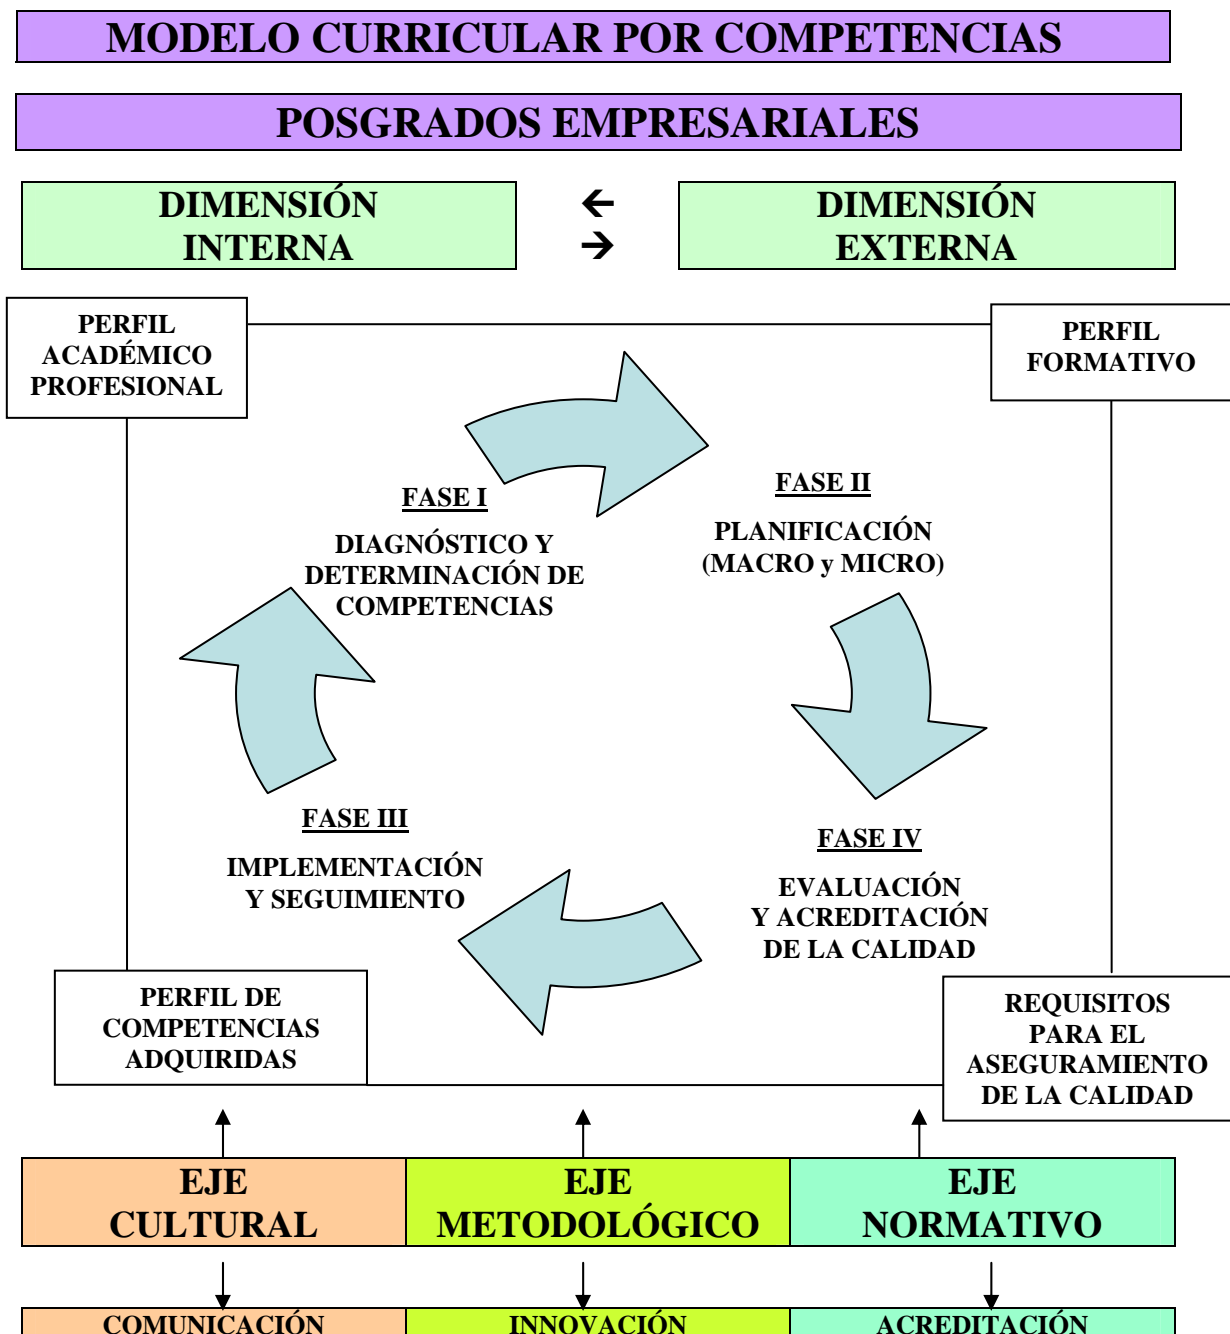 MODELO CURRICULAR POR COMPETENCIAS
POSGRADOS EMPRESARIALES
DIMENSIÓN
INTERNA
DIMENSIÓN
EXTERNA
PERFIL
ACADÉMICO
PROFESIONAL
PERFIL
FORMATIVO
FASE I
DIAGNÓSTICO Y
DETERMINACIÓN DE
COMPETENCIAS
FASE II
PLANIFICACIÓN
(MACRO y MICRO)
FASE III
IMPLEMENTACIÓN
Y SEGUIMIENTO
FASE IV
EVALUACIÓN
Y ACREDITACIÓN
DE LA CALIDAD
PERFIL DE
COMPETENCIAS
ADQUIRIDAS
REQUISITOS
PARA EL
ASEGURAMIENTO
DE LA CALIDAD
EJE
CULTURAL
EJE
METODOLÓGICO
EJE
NORMATIVO
COMUNICACIÓN
INNOVACIÓN
ACREDITACIÓN